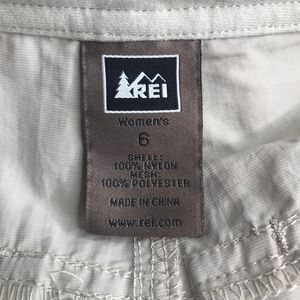 REI
Women's
6
SHELL:
100% NYLON
MESH:
100% POLYESTER
MADE IN CHINA
www.rei.com